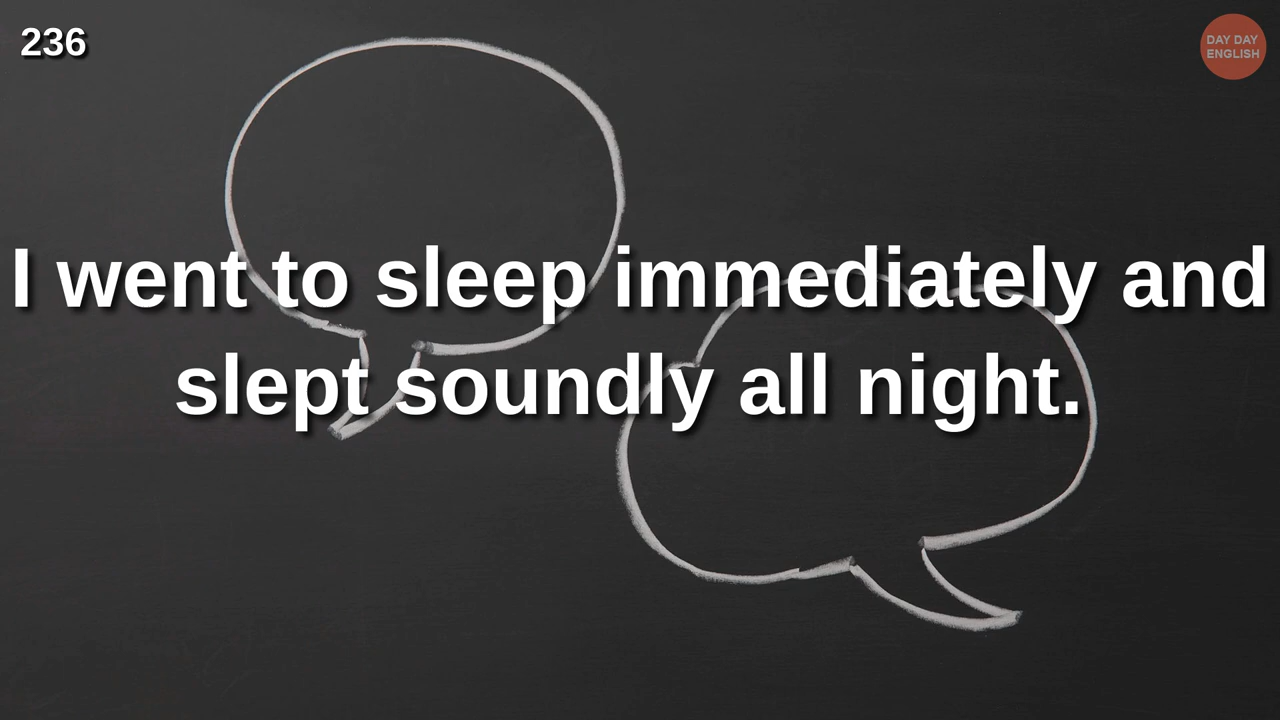 236
DAY DAY
ENGLISH
I went to sleep immediately and
slept soundly all night.